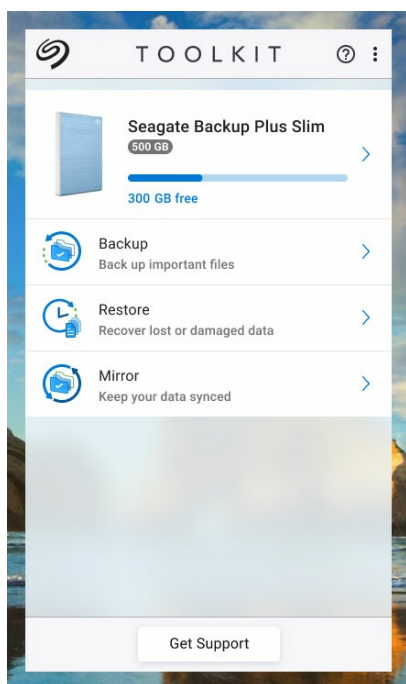 TOOLKIT
Seagate Backup Plus Slim
500 GB
300 GB free
Backup
Back up important files
Restore
Recover lost or damaged data
Mirror
Keep your data synced
Get Support